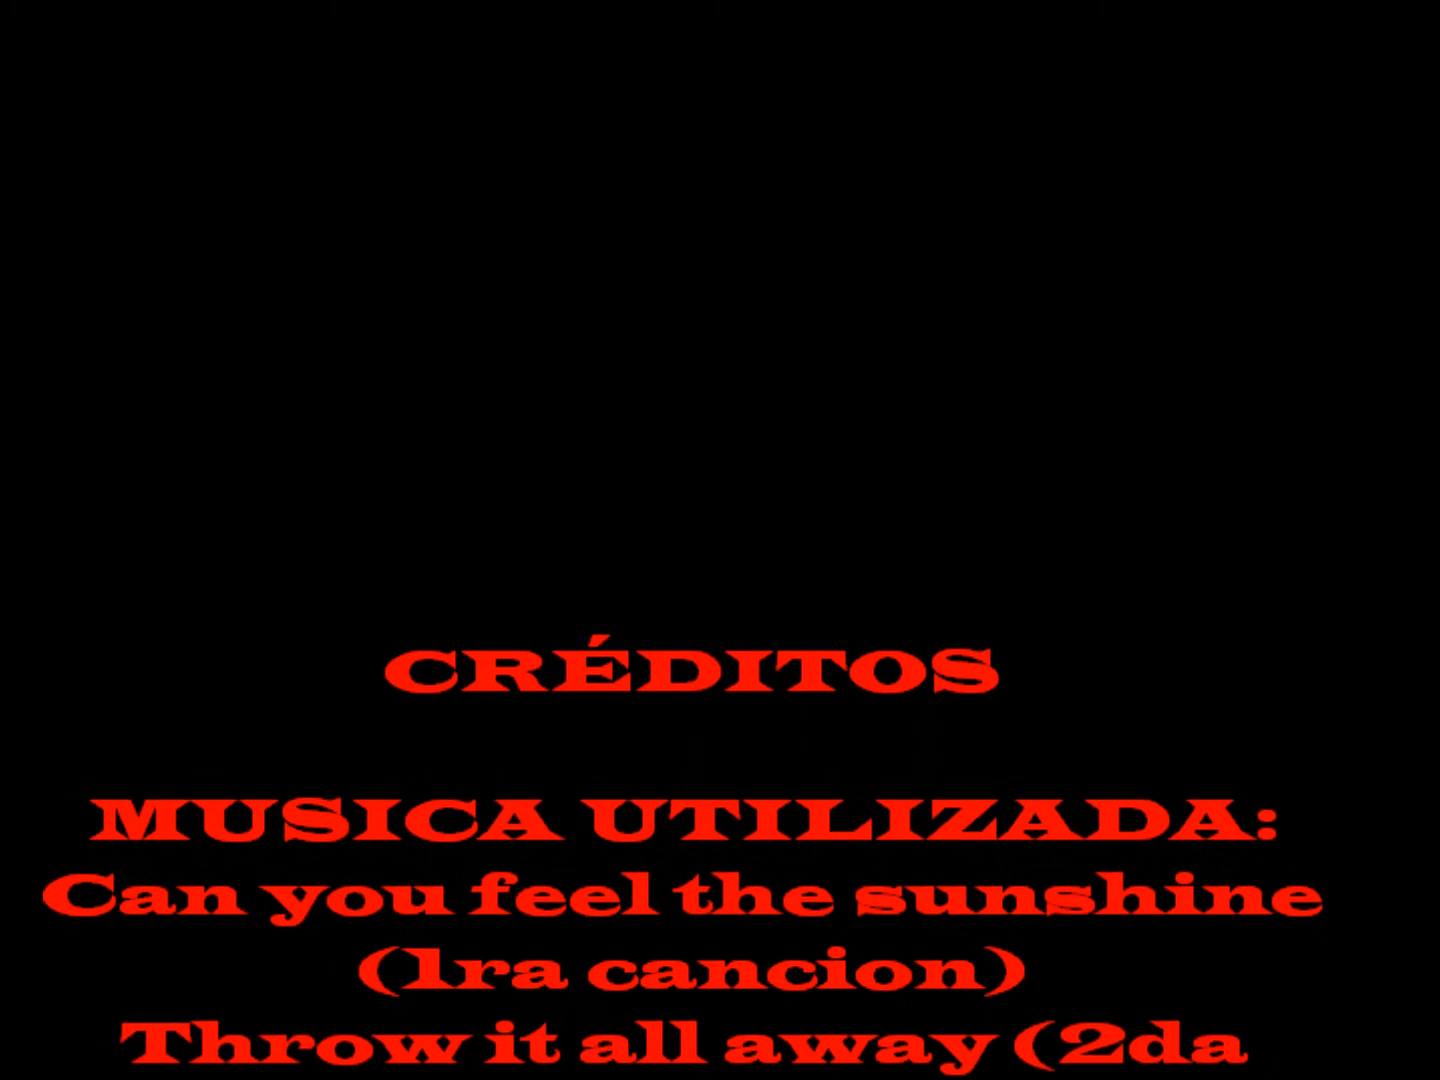 CRÉDITOS
MUSICA UTILIZADA:
Can you feel the sunshine
(1ra cancion)
Throw it all away (2da